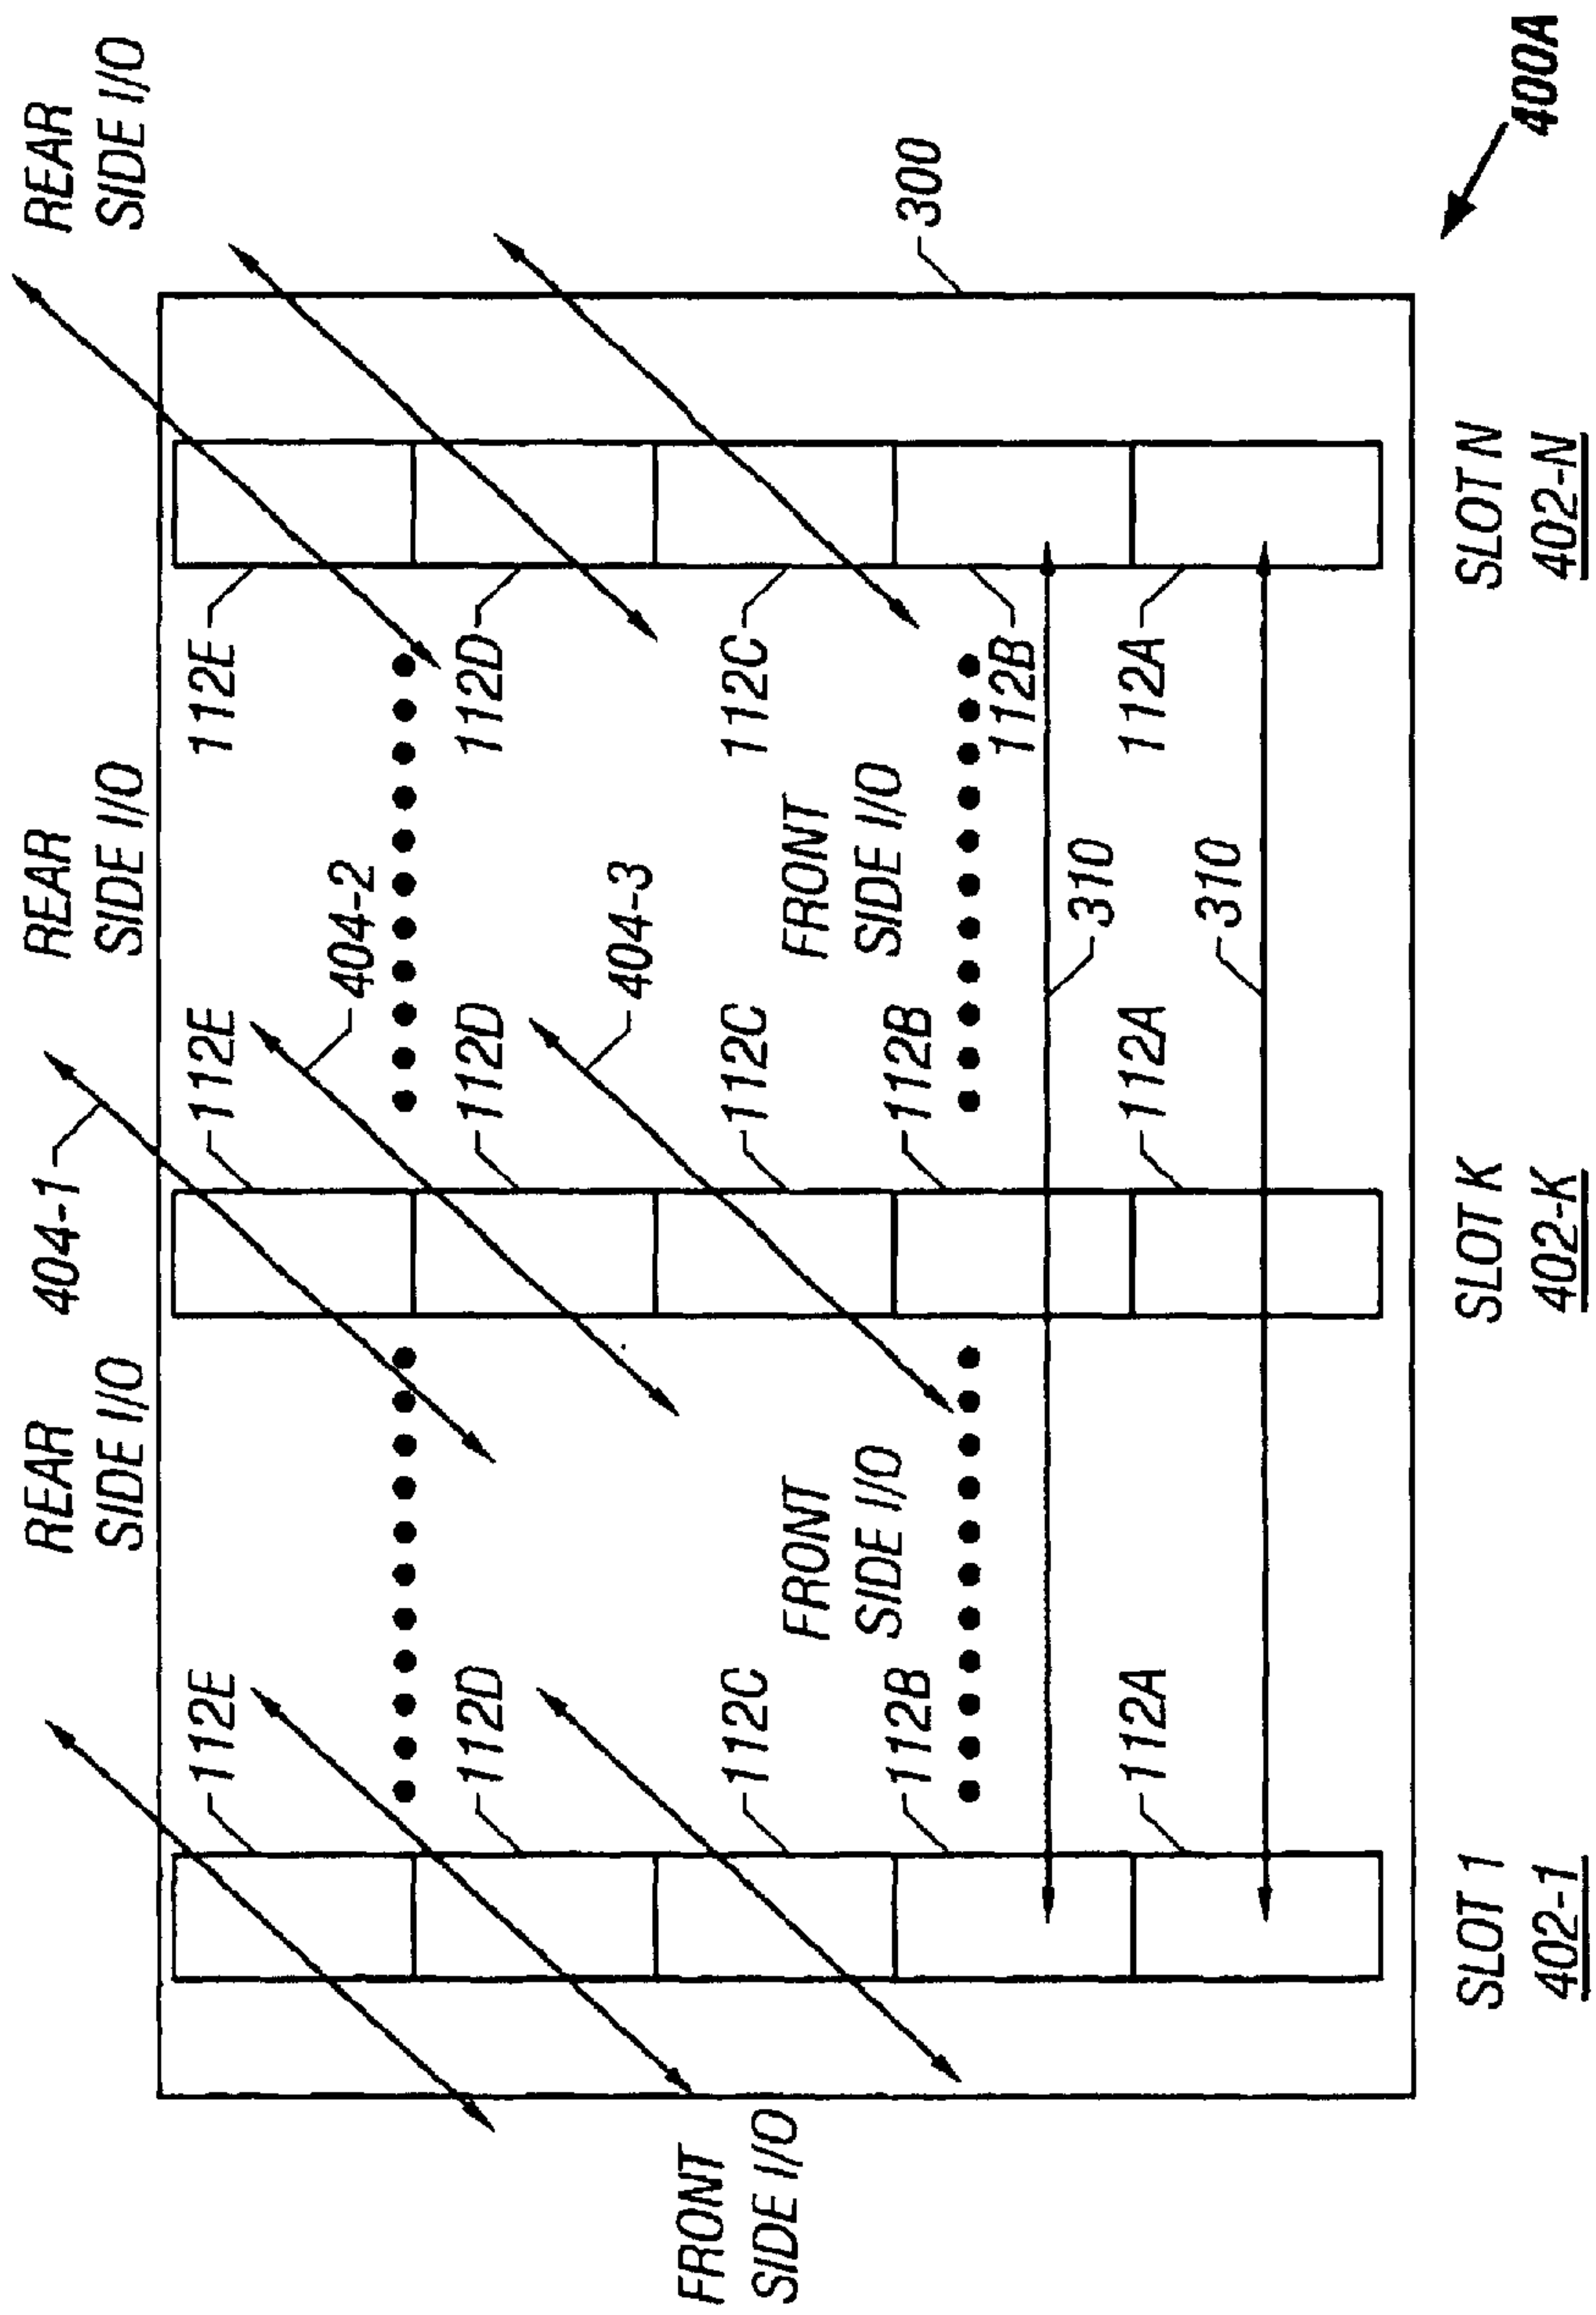 REAR
SIDE I/O
404-1
REAR
SIDE I/O
REAR
SIDE I/O
112E
112E
112E
404-2
112D
112D
112D
404-3
FRONT
SIDE I/O
112C
112C
112C
FRONT
SIDE I/O
FRONT
SIDE I/O
112B
112B
112B
300
310
112A
112A
112A
310
SLOT 1
402-1
SLOT K
402-K
SLOT N
402-N
400A